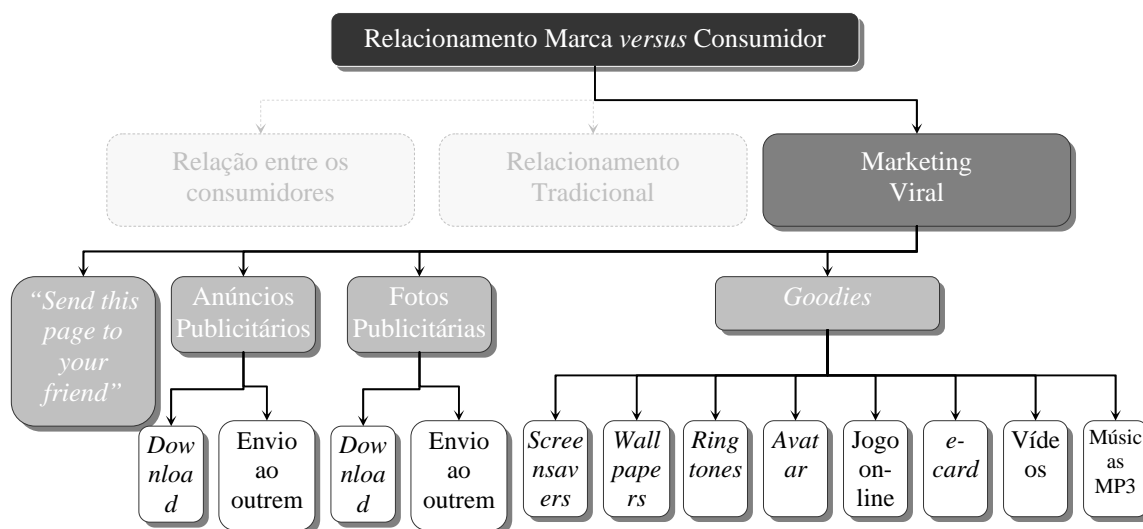 Relacionamento Marca versus Consumidor
Relação entre os
consumidores
Relacionamento
Tradicional
Marketing
Viral
“Send this
page to
your
friend”
Anúncios
Publicitários
Fotos
Publicitárias
Goodies
Dow
nloa
d
Envio
ao
outrem
Dow
nloa
d
Envio
ao
outrem
Scree
nsav
ers
Wall
pape
rs
Ring
tones
Avat
ar
Jogo
on-
line
e-
card
Víde
os
Músic
as
MP3